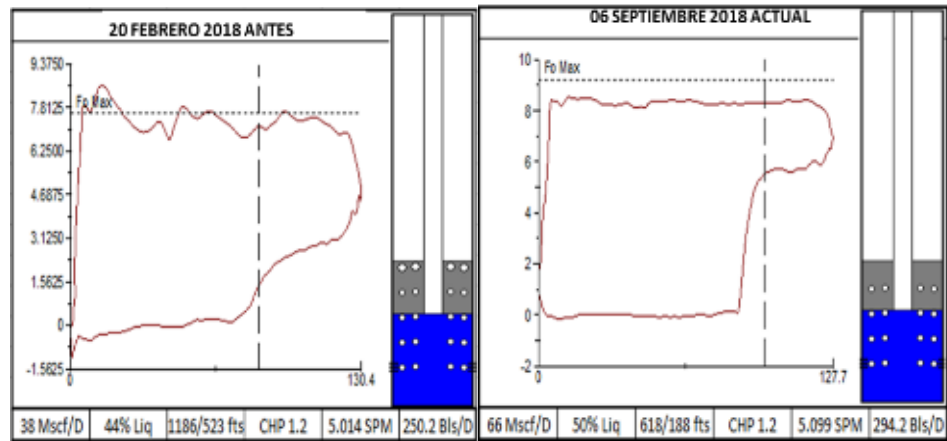 20 FEBRERO 2018 ANTES
9.3750
Fo Max
7.8125
6.2500
4.6875
3.1250
1.5625
0
-1.5625
0
130.4
38 Mscf/D
44% Liq
1186/523 fts
CHP 1.2
5.014 SPM
250.2 Bls/D
06 SEPTIEMBRE 2018 ACTUAL
10
Fo Max
8
6
4
2
0
-2
0
127.7
66 Mscf/D
50% Liq
618/188 fts
CHP 1.2
5.099 SPM
294.2 Bls/D